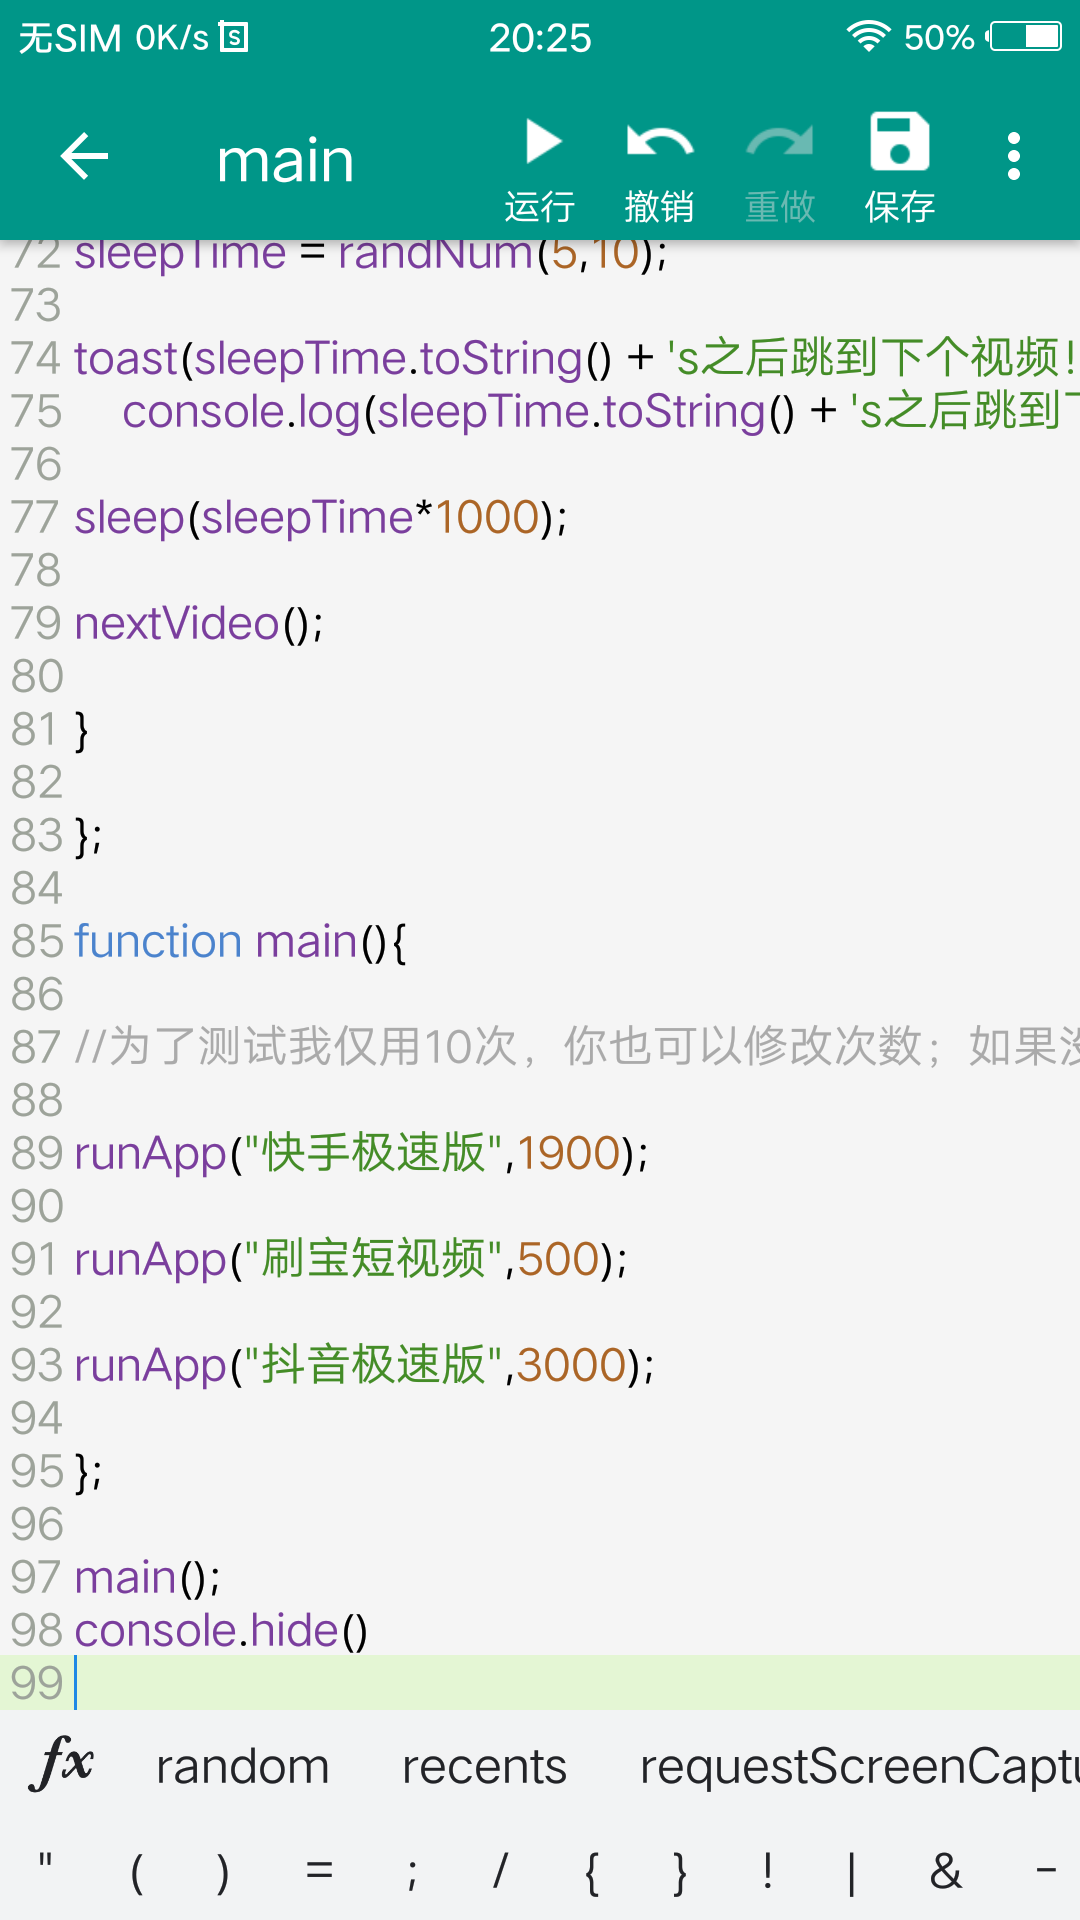 无SIM 0K/s 20:25 50%
main 运行 撤销 重做 保存
72 sleepTime = randNum(5,10);
73
74 toast(sleepTime.toString() + 's之后跳到下个视频!
75 console.log(sleepTime.toString() + 's之后跳到
76
77 sleep(sleepTime*1000);
78
79 nextVideo();
80
81 }
82
83 };
84
85 function main(){
86
87 //为了测试我仅用10次，你也可以修改次数；如果
88
89 runApp("快手极速版",1900);
90
91 runApp("刷宝短视频",500);
92
93 runApp("抖音极速版",3000);
94
95 };
96
97 main();
98 console.hide()
99
fx random recents requestScreenCaptu
" ( ) = ; / { } ! | & -